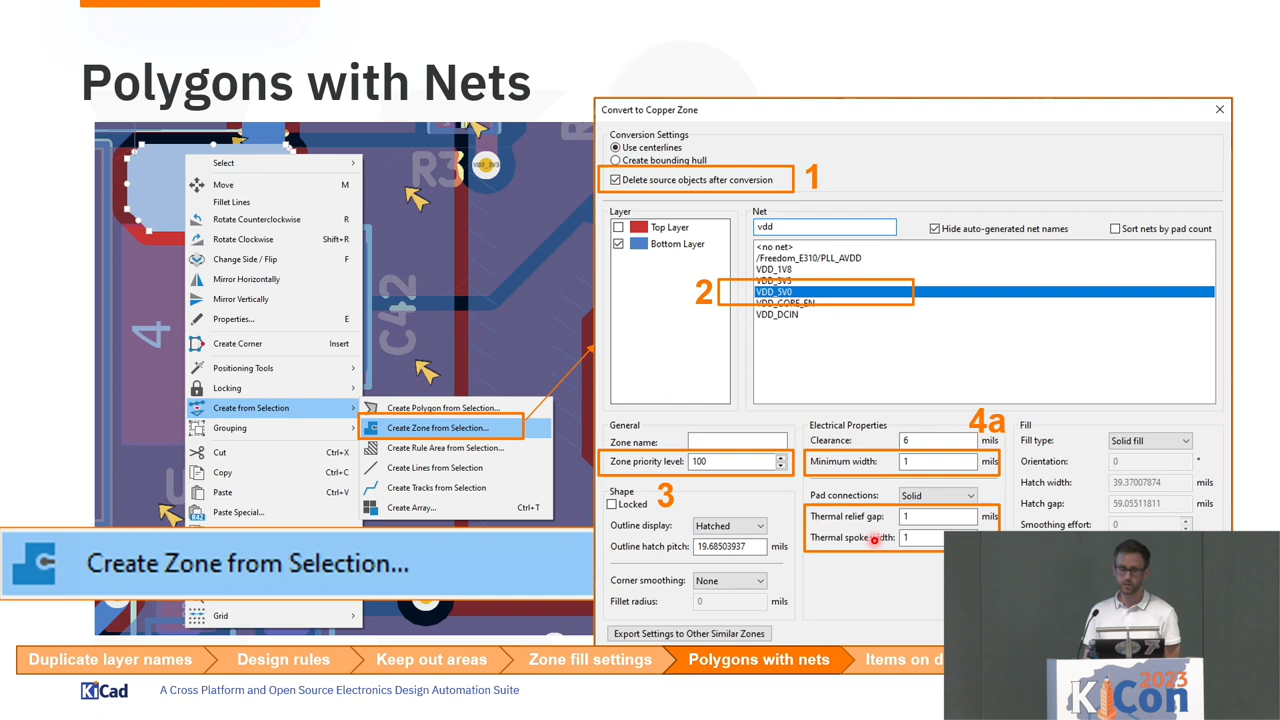 Polygons with Nets
R3
VDD_3V3
4
C42
Select
Move M
Fillet Lines
Rotate Counterclockwise R
Rotate Clockwise Shift+R
Change Side / Flip F
Mirror Horizontally
Mirror Vertically
Properties... E
Create Corner Insert
Positioning Tools
Locking
Create from Selection
Grouping
Cut Ctrl+X
Copy Ctrl+C
Paste Ctrl+V
Paste Special...
Grid
Create Polygon from Selection...
Create Zone from Selection...
Create Rule Area from Selection...
Create Lines from Selection
Create Tracks from Selection
Create Array... Ctrl+T
Create Zone from Selection...
Convert to Copper Zone
Conversion Settings
Use centerlines
Create bounding hull
Delete source objects after conversion
1
Layer
Top Layer
Bottom Layer
Net
vdd
Hide auto-generated net names
Sort nets by pad count
<no net>
/Freedom_E310/PLL_AVDD
VDD_1V8
VDD_3V3
2
VDD_5V0
VDD_CORE_EN
VDD_DCIN
General
Zone name:
Zone priority level: 100
3
Shape
Locked
Outline display: Hatched
Outline hatch pitch: 19.68503937 mils
Corner smoothing: None
Fillet radius: 0 mils
Export Settings to Other Similar Zones
Electrical Properties
4a
Clearance: 6 mils
Minimum width: 1 mils
Pad connections: Solid
Thermal relief gap: 1 mils
Thermal spoke width: 1
Fill
Fill type: Solid fill
Orientation: 0 °
Hatch width: 39.37007874 mils
Hatch gap: 59.05511811 mils
Smoothing effort: 0
Duplicate layer names
Design rules
Keep out areas
Zone fill settings
Polygons with nets
Items on
KiCad
A Cross Platform and Open Source Electronics Design Automation Suite
2023
KiCon